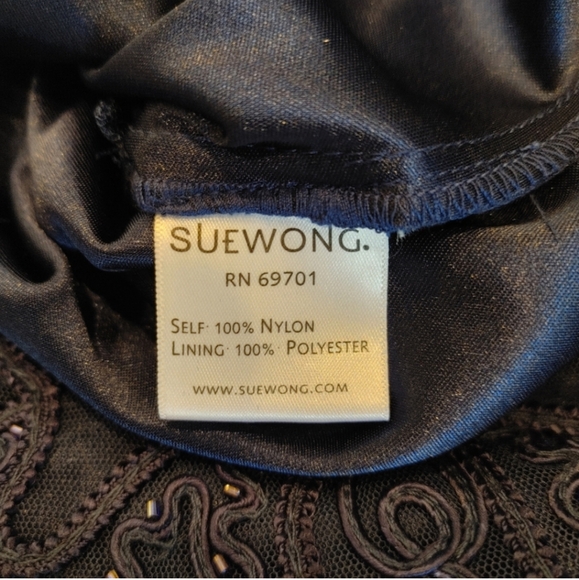 SUEWONG.
RN 69701
SELF· 100% NYLON
LINING· 100% POLYESTER
WWW.SUEWONG.COM